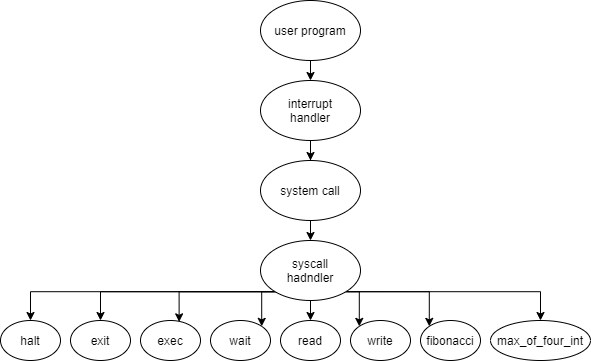 user program
interrupt
handler
system call
syscall
hadndler
halt
exit
exec
wait
read
write
fibonacci
max_of_four_int